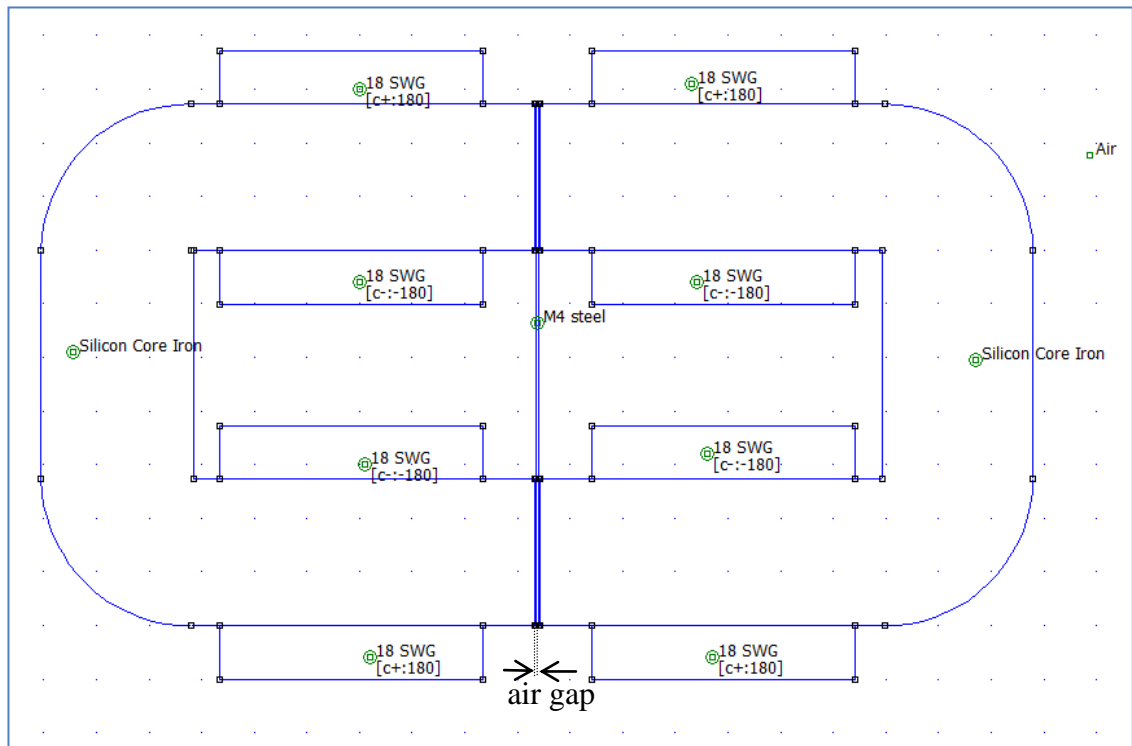 18 SWG
[c+:180]
18 SWG
[c+:180]
Air
18 SWG
[c-:-180]
18 SWG
[c-:-180]
M4 steel
Silicon Core Iron
Silicon Core Iron
18 SWG
[c-:-180]
18 SWG
[c-:-180]
18 SWG
[c+:180]
18 SWG
[c+:180]
air gap